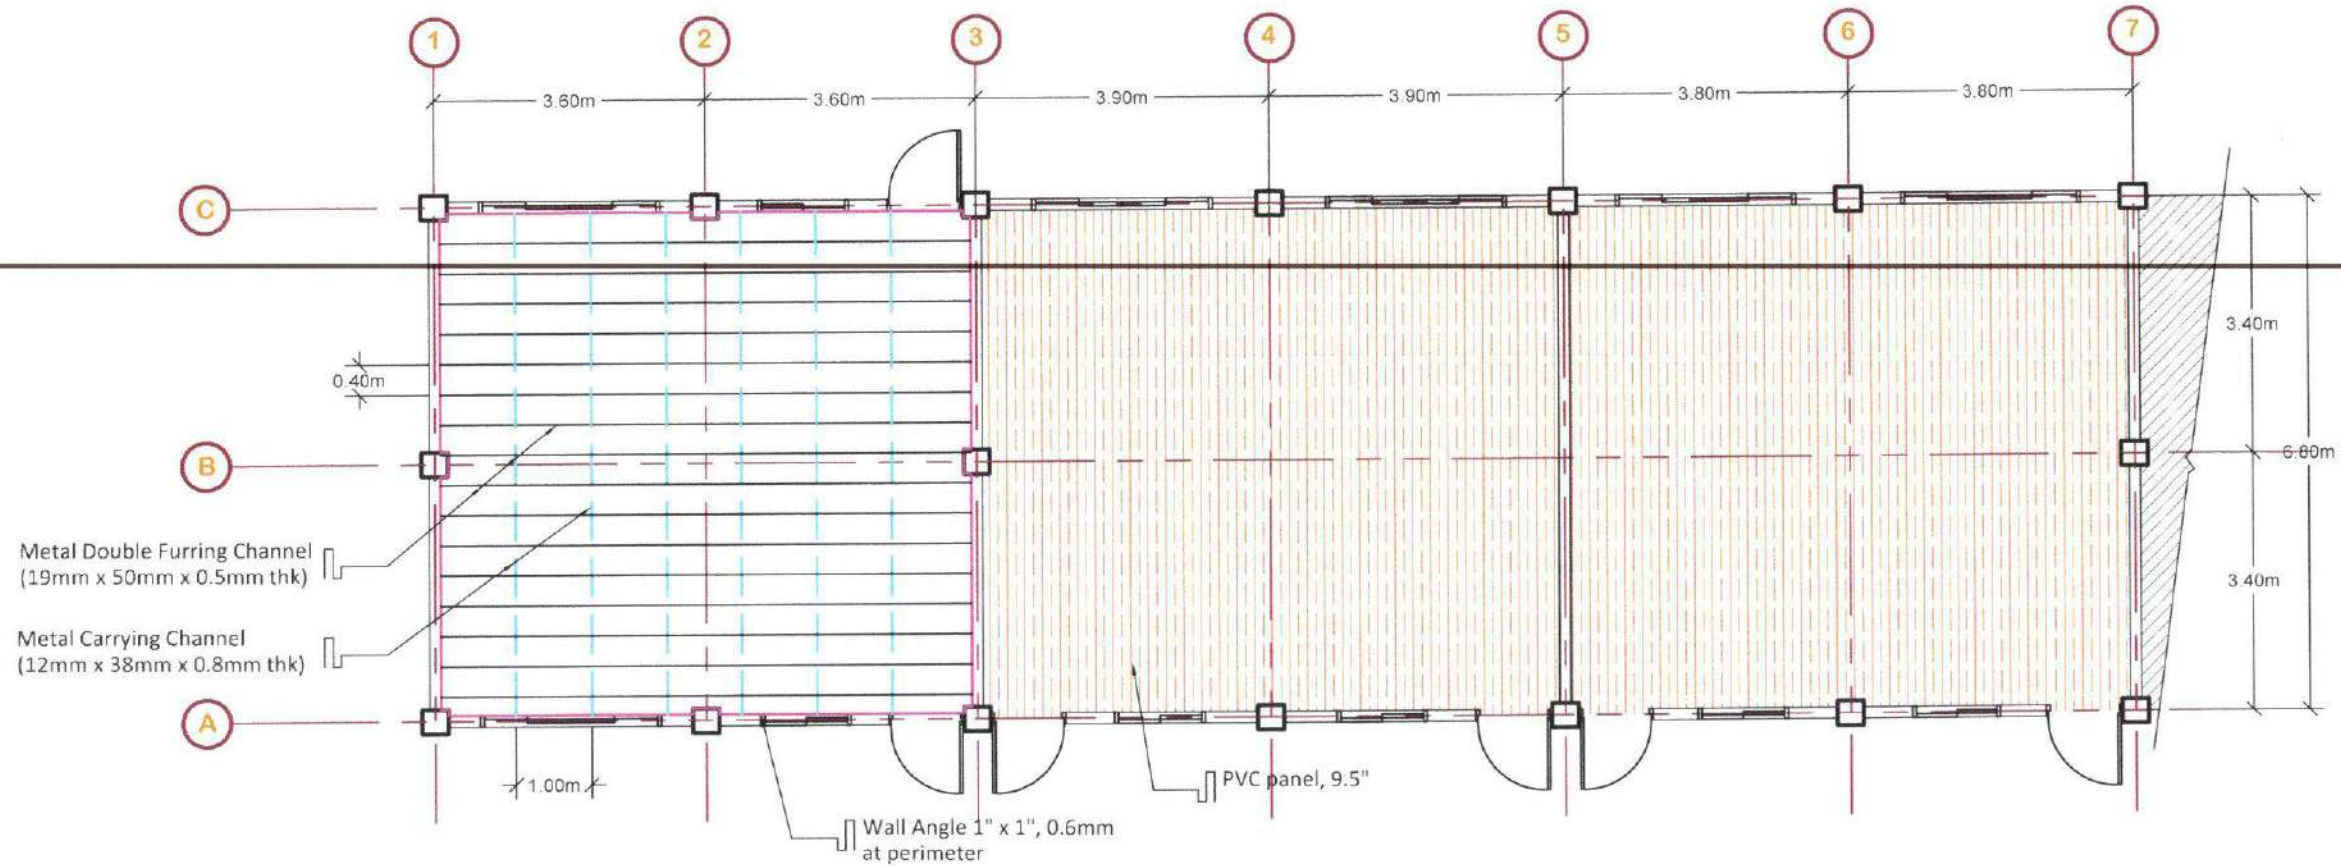 1
2
3
4
5
6
7
3.60m
3.60m
3.90m
3.90m
3.80m
3.80m
C
3.40m
0.40m
B
6.80m
Metal Double Furring Channel
(19mm x 50mm x 0.5mm thk)
3.40m
Metal Carrying Channel
(12mm x 38mm x 0.8mm thk)
A
1.00m
PVC panel, 9.5"
Wall Angle 1" x 1", 0.6mm
at perimeter